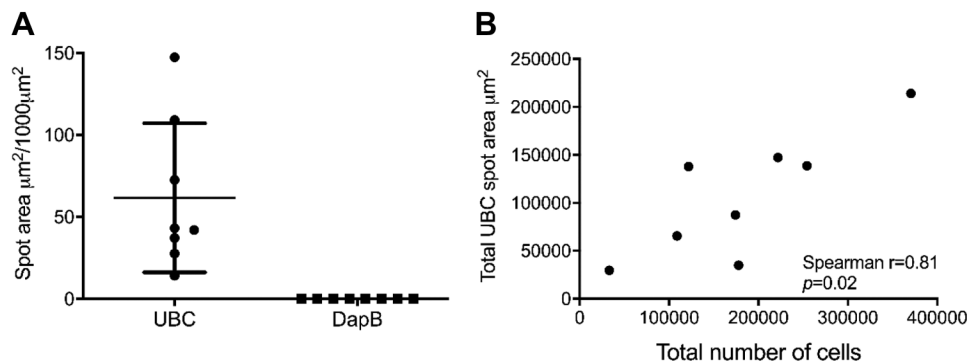 A
Spot area μm²/1000μm²
150
100
50
0
UBC
DapB
B
Total UBC spot area μm²
250000
200000
150000
100000
50000
0
Spearman r=0.81
p=0.02
0
100000
200000
300000
400000
Total number of cells